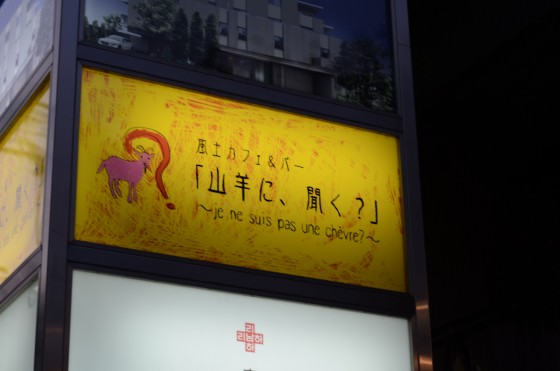 風土カフェ&バー
「山羊に、聞く?」
～je ne suis pas une chèvre?～